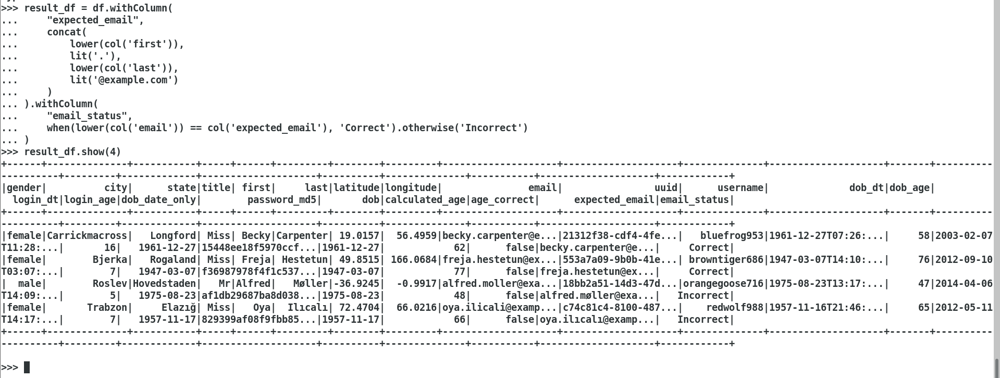 >>> result_df = df.withColumn(
...     "expected_email",
...     concat(
...         lower(col('first')),
...         lit('.'),
...         lower(col('last')),
...         lit('@example.com')
...     )
... ).withColumn(
...     "email_status",
...     when(lower(col('email')) == col('expected_email'), 'Correct').otherwise('Incorrect')
... )
>>> result_df.show(4)
+------+--------------+-----------+-----+------+---------+--------+---------+--------------------+--------------------+--------------+--------------------+-------+----------
----------+---------+-------------+--------------------+----------+--------------+-----------+--------------------+------------+
|gender|          city|      state|title| first|     last|latitude|longitude|               email|                uuid|      username|              dob_dt|dob_age|
  login_dt|login_age|dob_date_only|        password_md5|       dob|calculated_age|age_correct|      expected_email|email_status|
+------+--------------+-----------+-----+------+---------+--------+---------+--------------------+--------------------+--------------+--------------------+-------+----------
----------+---------+-------------+--------------------+----------+--------------+-----------+--------------------+------------+
|female|Carrickmacross|   Longford| Miss| Becky|Carpenter| 19.0157|  56.4959|becky.carpenter@e...|21312f38-cdf4-4fe...|   bluefrog953|1961-12-27T07:26:...|     58|2003-02-07
T11:28:...|       16|   1961-12-27|15448ee18f5970ccf...|1961-12-27|            62|      false|becky.carpenter@e...|     Correct|
|female|        Bjerka|   Rogaland| Miss| Freja| Hestetun| 49.8515| 166.0684|freja.hestetun@ex...|553a7a09-9b0b-41e...| browntiger686|1947-03-07T14:10:...|     76|2012-09-10
T03:07:...|        7|   1947-03-07|f36987978f4f1c537...|1947-03-07|            77|      false|freja.hestetun@ex...|     Correct|
|  male|        Roslev|Hovedstaden|   Mr|Alfred|   Møller|-36.9245|  -0.9917|alfred.moller@exa...|18bb2a51-14d3-47d...|orangegoose716|1975-08-23T13:17:...|     47|2014-04-06
T14:09:...|        5|   1975-08-23|af1db29687ba8d038...|1975-08-23|            48|      false|alfred.møller@exa...|   Incorrect|
|female|       Trabzon|     Elazığ| Miss|   Oya|  Ilıcalı| 72.4704|  66.0216|oya.ilicali@examp...|c74c81c4-8100-487...|    redwolf988|1957-11-16T21:46:...|     65|2012-05-11
T14:17:...|        7|   1957-11-17|829399af08f9fbb85...|1957-11-17|            66|      false|oya.ilıcalı@examp...|   Incorrect|
+------+--------------+-----------+-----+------+---------+--------+---------+--------------------+--------------------+--------------+--------------------+-------+----------
----------+---------+-------------+--------------------+----------+--------------+-----------+--------------------+------------+
>>>